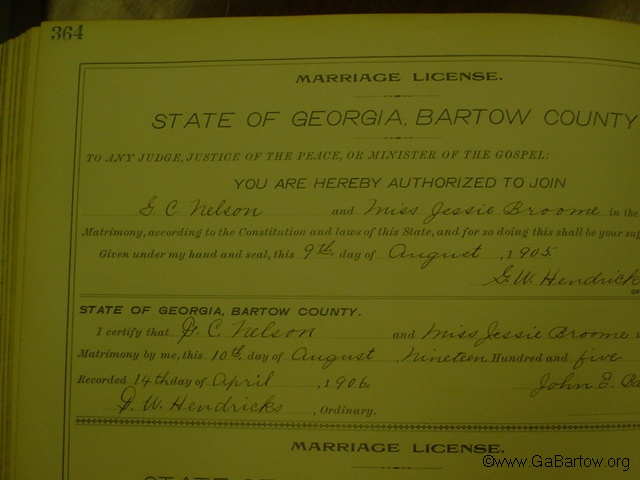 364
MARRIAGE LICENSE.
STATE OF GEORGIA, BARTOW COUNTY
TO ANY JUDGE, JUSTICE OF THE PEACE, OR MINISTER OF THE GOSPEL:
YOU ARE HEREBY AUTHORIZED TO JOIN
G. C. Nelson and Miss Jessie Broome in the
Matrimony, according to the Constitution and laws of this State, and for so doing this shall be your suf
Given under my hand and seal, this 9th. day of August, 1905.
G. W. Hendrick
STATE OF GEORGIA, BARTOW COUNTY.
I certify that G. C. Nelson and Miss Jessie Broome
Matrimony by me, this 10th. day of August, Nineteen Hundred and five
Recorded 14th day of April, 1906. John E.
G. W. Hendricks, Ordinary.
MARRIAGE LICENSE.
©www.GaBartow.org